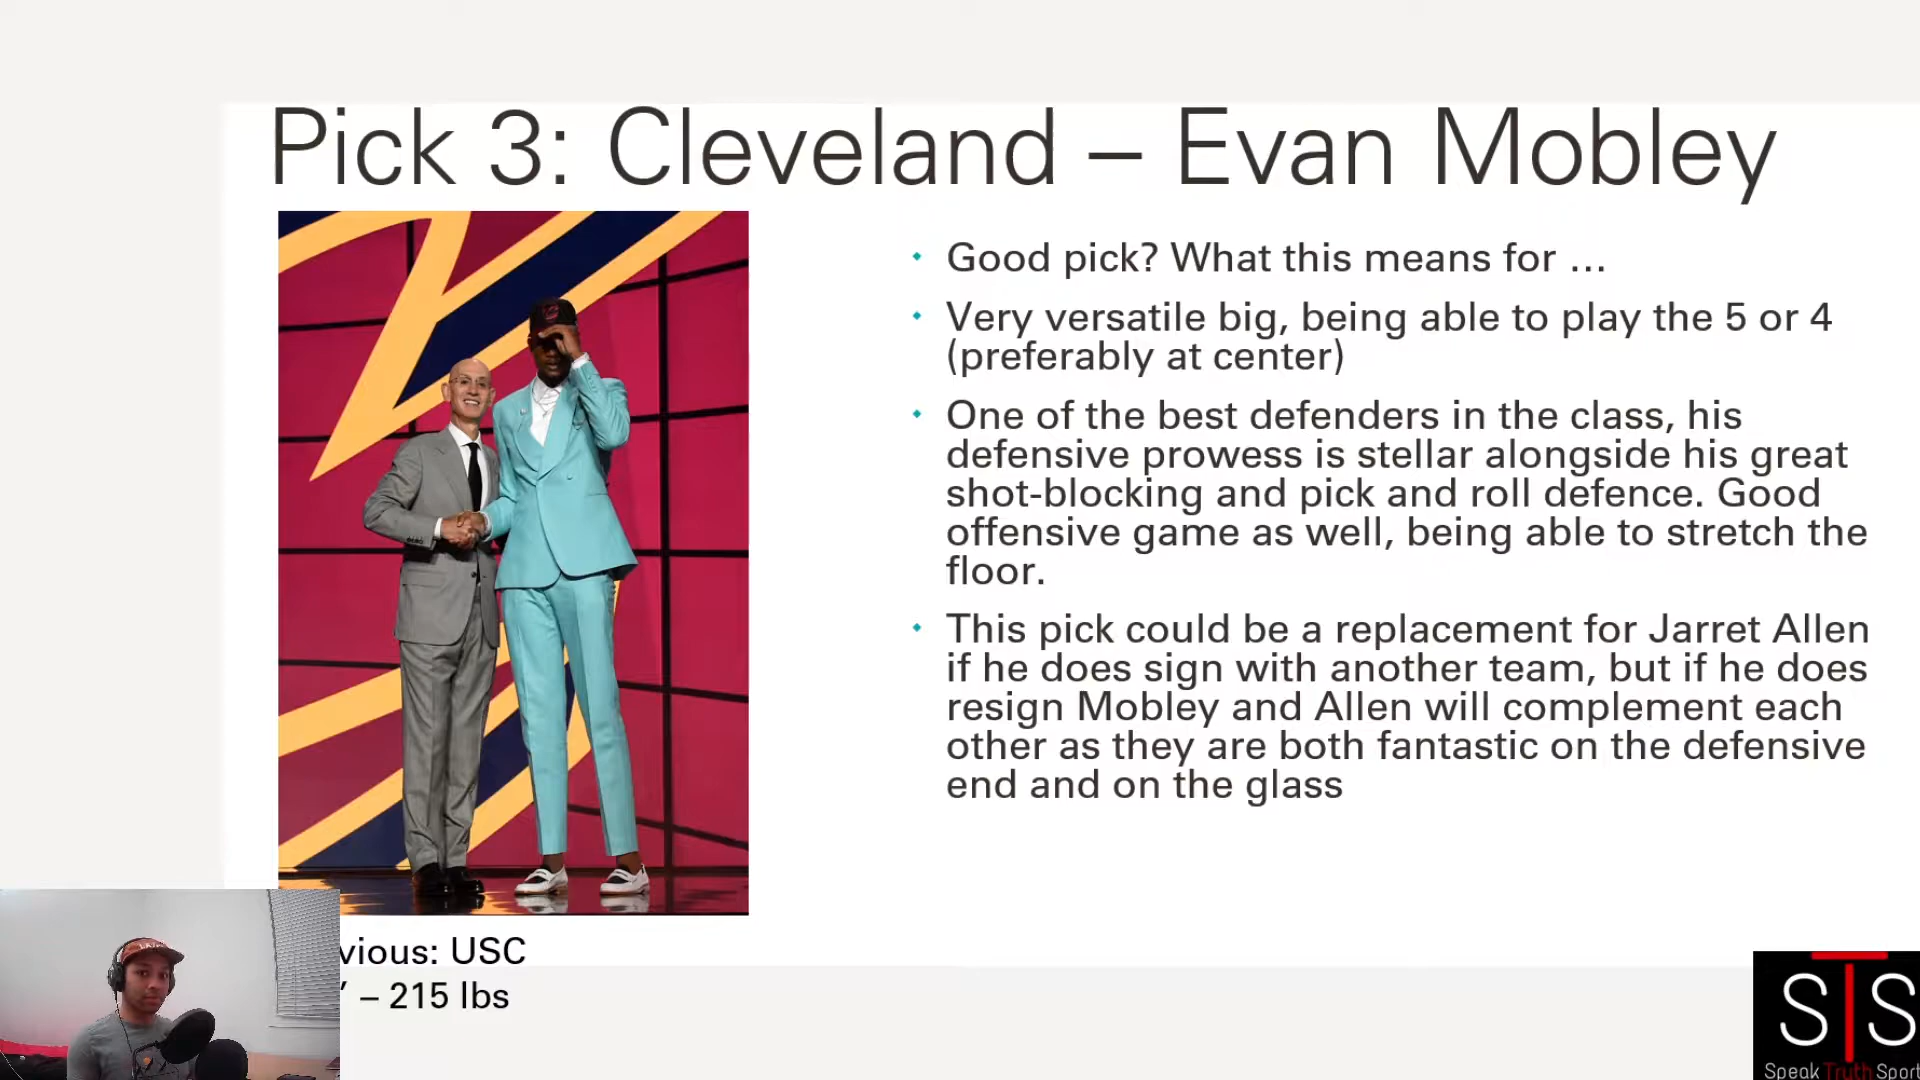 Pick 3: Cleveland – Evan Mobley
• Good pick? What this means for ...
• Very versatile big, being able to play the 5 or 4
(preferably at center)
• One of the best defenders in the class, his
defensive prowess is stellar alongside his great
shot-blocking and pick and roll defence. Good
offensive game as well, being able to stretch the
floor.
• This pick could be a replacement for Jarret Allen
if he does sign with another team, but if he does
resign Mobley and Allen will complement each
other as they are both fantastic on the defensive
end and on the glass
vious: USC
’ – 215 lbs
STS
Speak Truth Sport